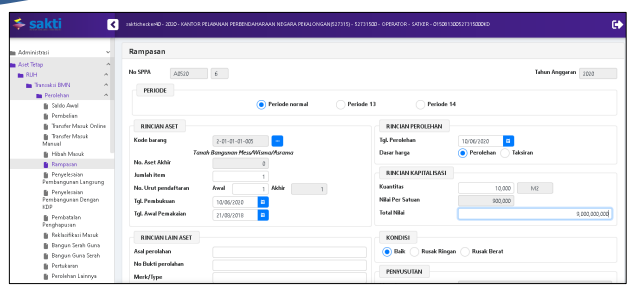 sakti
saktichecker4D - 2020 - KANTOR PELAYANAN PERBENDAHARAAN NEGARA PEKALONGAN(527315) - 52731500 - OPERATOR - SATKER - 015081300527315000KD
Administrasi
Aset Tetap
RUH
Transaksi BMN
Perolehan
Saldo Awal
Pembelian
Transfer Masuk Online
Transfer Masuk
Manual
Hibah Masuk
Rampasan
Penyelesaian
Pembangunan Langsung
Penyelesaian
Pembangunan Dengan
KDP
Pembatalan
Penghapusan
Reklasifikasi Masuk
Bangun Serah Guna
Bangun Guna Serah
Pertukaran
Perolehan Lainnya
Rampasan
No SPPA A0520 6 Tahun Anggaran 2020
PERIODE
Periode normal Periode 13 Periode 14
RINCIAN ASET
Kode barang 2-01-01-01-005
Tanah Bangunan Mess/Wisma/Asrama
No. Aset Akhir 0
Jumlah item 1
No. Urut pendaftaran Awal 1 Akhir 1
Tgl. Pembukuan 10/06/2020
Tgl. Awal Pemakaian 21/09/2018
RINCIAN LAIN ASET
Asal perolehan
No Bukti perolehan
Merk/Type
RINCIAN PEROLEHAN
Tgl. Perolehan 10/06/2020
Dasar harga Perolehan Taksiran
RINCIAN KAPITALISASI
Kuantitas 10,000 M2
Nilai Per Satuan 900,000
Total Nilai 9,000,000,000
KONDISI
Baik Rusak Ringan Rusak Berat
PENYUSUTAN